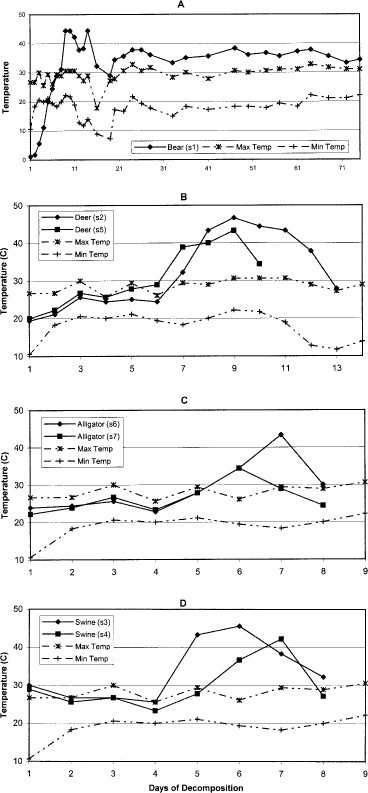 A
Temperature
50
40
30
20
10
0
Bear (s1) Max Temp Min Temp
1 11 21 31 41 51 61 71
B
Temperature (C)
50
40
30
20
10
Deer (s2)
Deer (s5)
Max Temp
Min Temp
1 3 5 7 9 11 13
C
Temperature (C)
50
40
30
20
10
Alligator (s6)
Alligator (s7)
Max Temp
Min Temp
1 2 3 4 5 6 7 8 9
D
Temperature (C)
50
40
30
20
10
Swine (s3)
Swine (s4)
Max Temp
Min Temp
1 2 3 4 5 6 7 8 9
Days of Decomposition